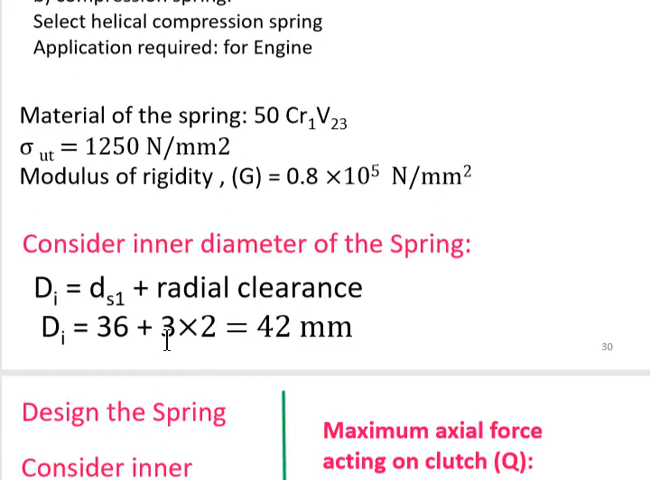 Select helical compression spring
Application required: for Engine
Material of the spring: 50 Cr₁V₂₃
σ ut = 1250 N/mm2
Modulus of rigidity , (G) = 0.8 ×10⁵ N/mm²
Consider inner diameter of the Spring:
Dᵢ = dₛ₁ + radial clearance
Dᵢ = 36 + 3×2 = 42 mm
30
Design the Spring
Consider inner
Maximum axial force
acting on clutch (Q):